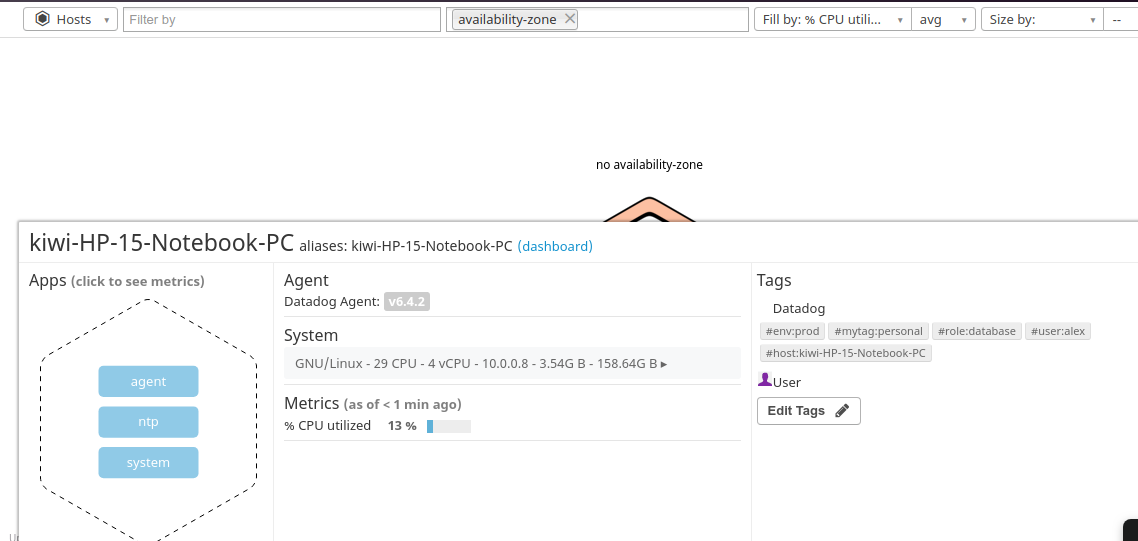 Hosts Filter by availability-zone Fill by: % CPU utili... avg Size by: --
no availability-zone
kiwi-HP-15-Notebook-PC aliases: kiwi-HP-15-Notebook-PC (dashboard)
Apps (click to see metrics)
agent
ntp
system
Agent
Datadog Agent: v6.4.2
System
GNU/Linux - 29 CPU - 4 vCPU - 10.0.0.8 - 3.54G B - 158.64G B ▸
Metrics (as of < 1 min ago)
% CPU utilized 13 %
Tags
Datadog
#env:prod #mytag:personal #role:database #user:alex
#host:kiwi-HP-15-Notebook-PC
User
Edit Tags